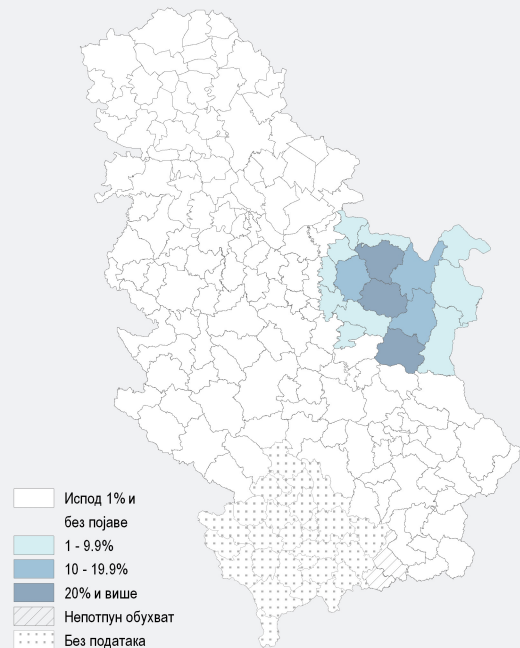 Испод 1% и
без појаве
1 - 9.9%
10 - 19.9%
20% и више
Непотпун обухват
Без података